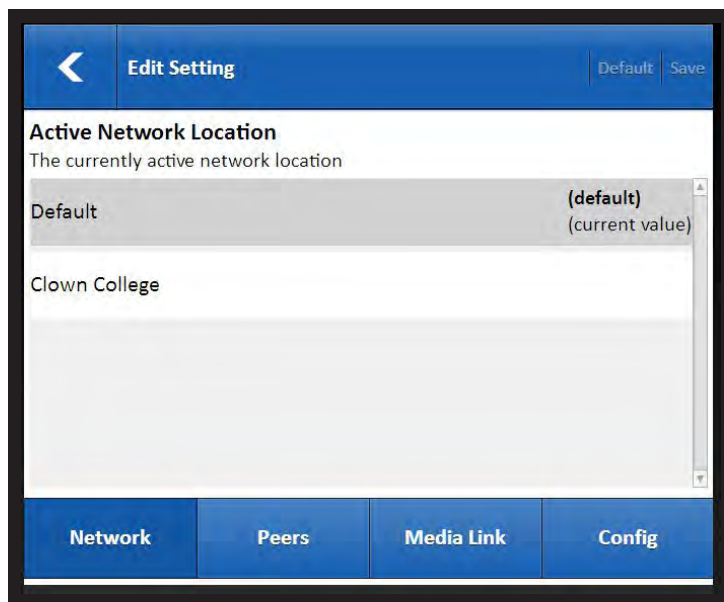 Edit Setting
Default Save
Active Network Location
The currently active network location
Default
(default)
(current value)
Clown College
Network Peers Media Link Config